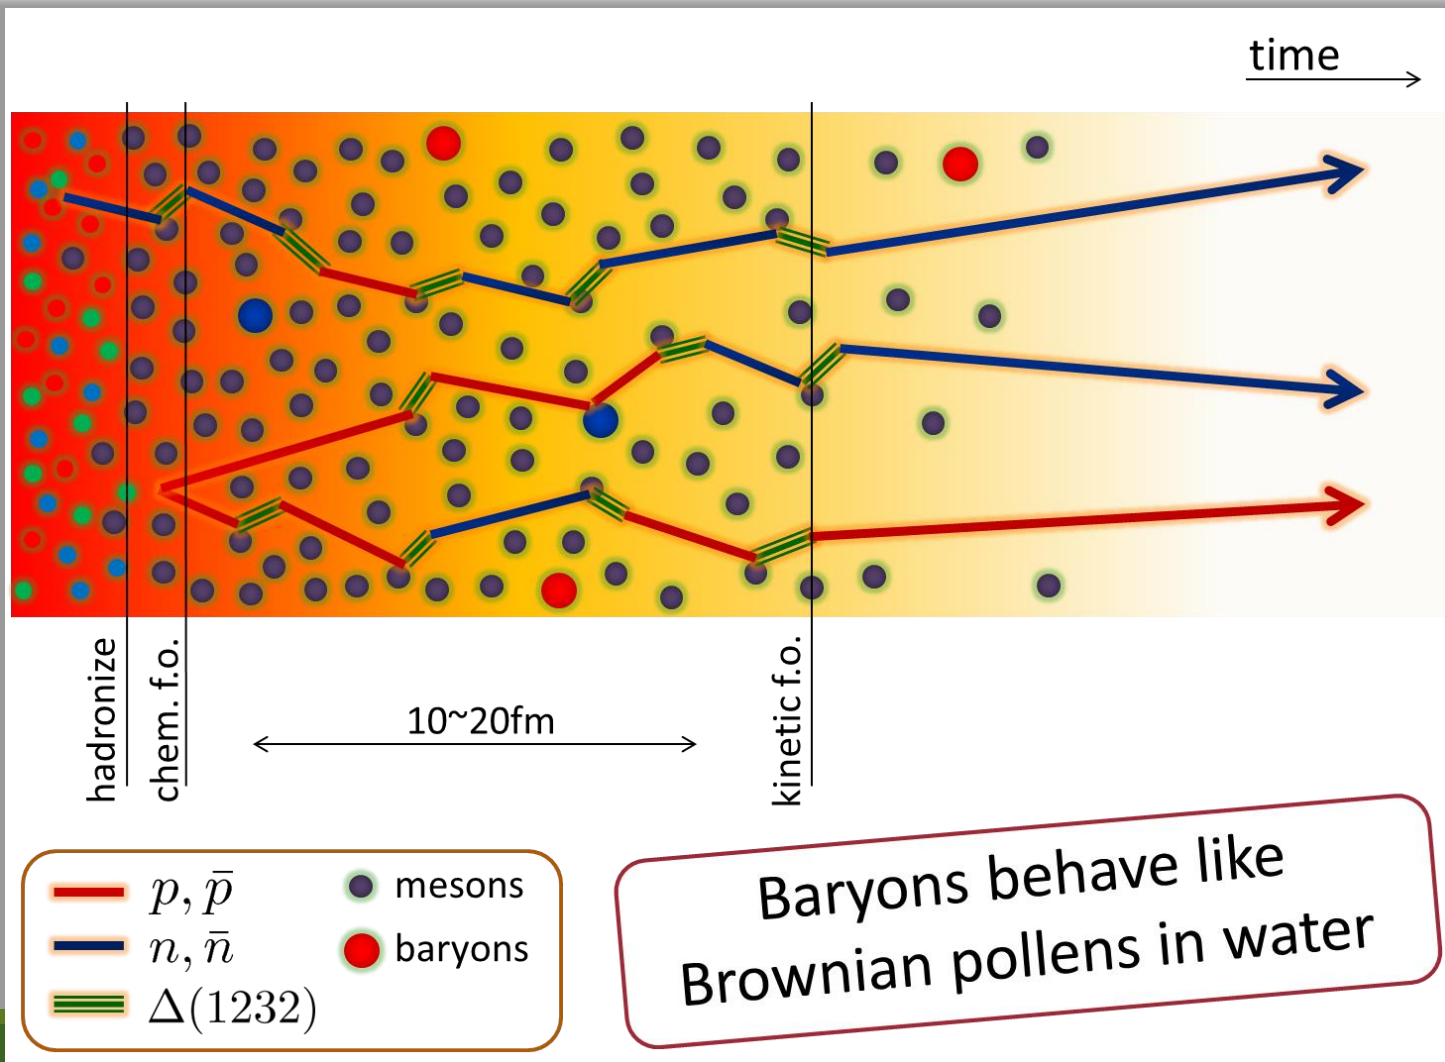 time
hadronize
chem. f.o.
kinetic f.o.
10~20fm
p, p̄
n, n̄
Δ(1232)
mesons
baryons
Baryons behave like
Brownian pollens in water